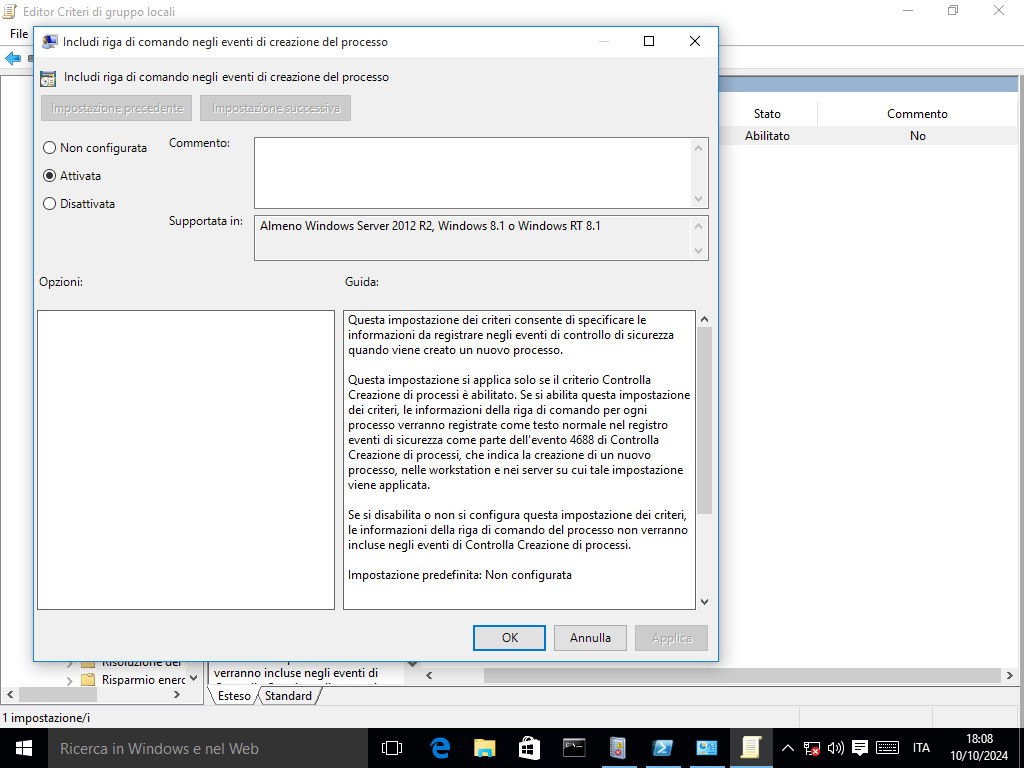 Editor Criteri di gruppo locali
File
Includi riga di comando negli eventi di creazione del processo
Includi riga di comando negli eventi di creazione del processo
Impostazione precedente
Impostazione successiva
Non configurata
Attivata
Disattivata
Commento:
Supportata in:
Almeno Windows Server 2012 R2, Windows 8.1 o Windows RT 8.1
Opzioni:
Guida:
Questa impostazione dei criteri consente di specificare le
informazioni da registrare negli eventi di controllo di sicurezza
quando viene creato un nuovo processo.
Questa impostazione si applica solo se il criterio Controlla
Creazione di processi è abilitato. Se si abilita questa impostazione
dei criteri, le informazioni della riga di comando per ogni
processo verranno registrate come testo normale nel registro
eventi di sicurezza come parte dell'evento 4688 di Controlla
Creazione di processi, che indica la creazione di un nuovo
processo, nelle workstation e nei server su cui tale impostazione
viene applicata.
Se si disabilita o non si configura questa impostazione dei criteri,
le informazioni della riga di comando del processo non verranno
incluse negli eventi di Controlla Creazione di processi.
Impostazione predefinita: Non configurata
OK
Annulla
Applica
Stato
Commento
Abilitato
No
Risoluzione dei
Risparmio energ
verranno incluse negli eventi di
Esteso
Standard
1 impostazione/i
Ricerca in Windows e nel Web
ITA
18:08
10/10/2024